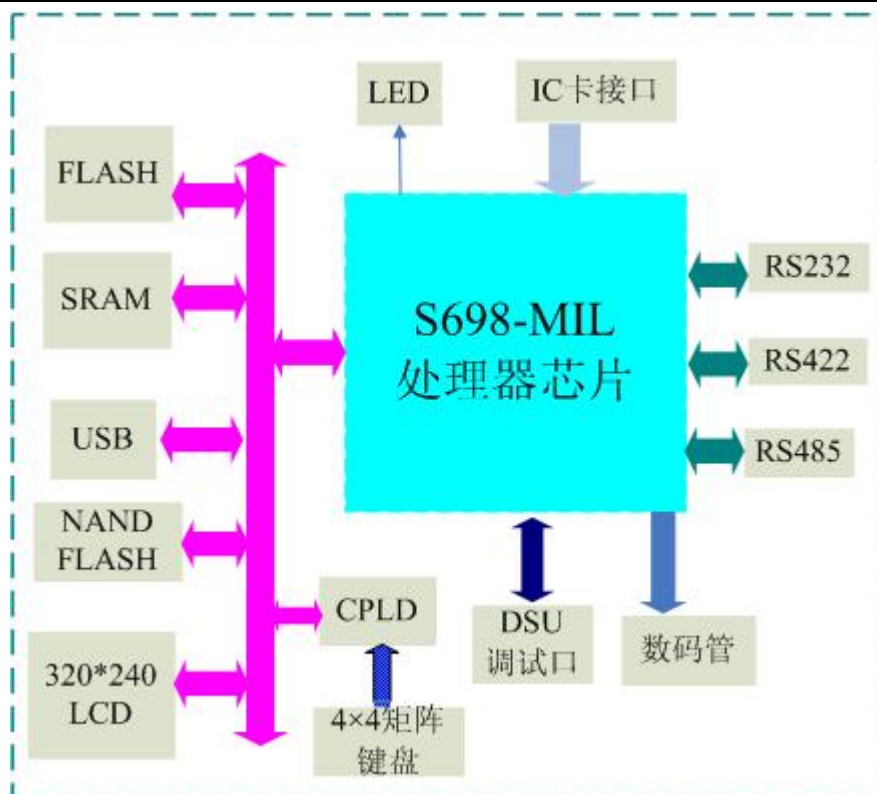 LED
IC卡接口
FLASH
SRAM
S698-MIL
处理器芯片
RS232
RS422
RS485
USB
NAND
FLASH
CPLD
DSU
调试口
数码管
320*240
LCD
4×4矩阵
键盘